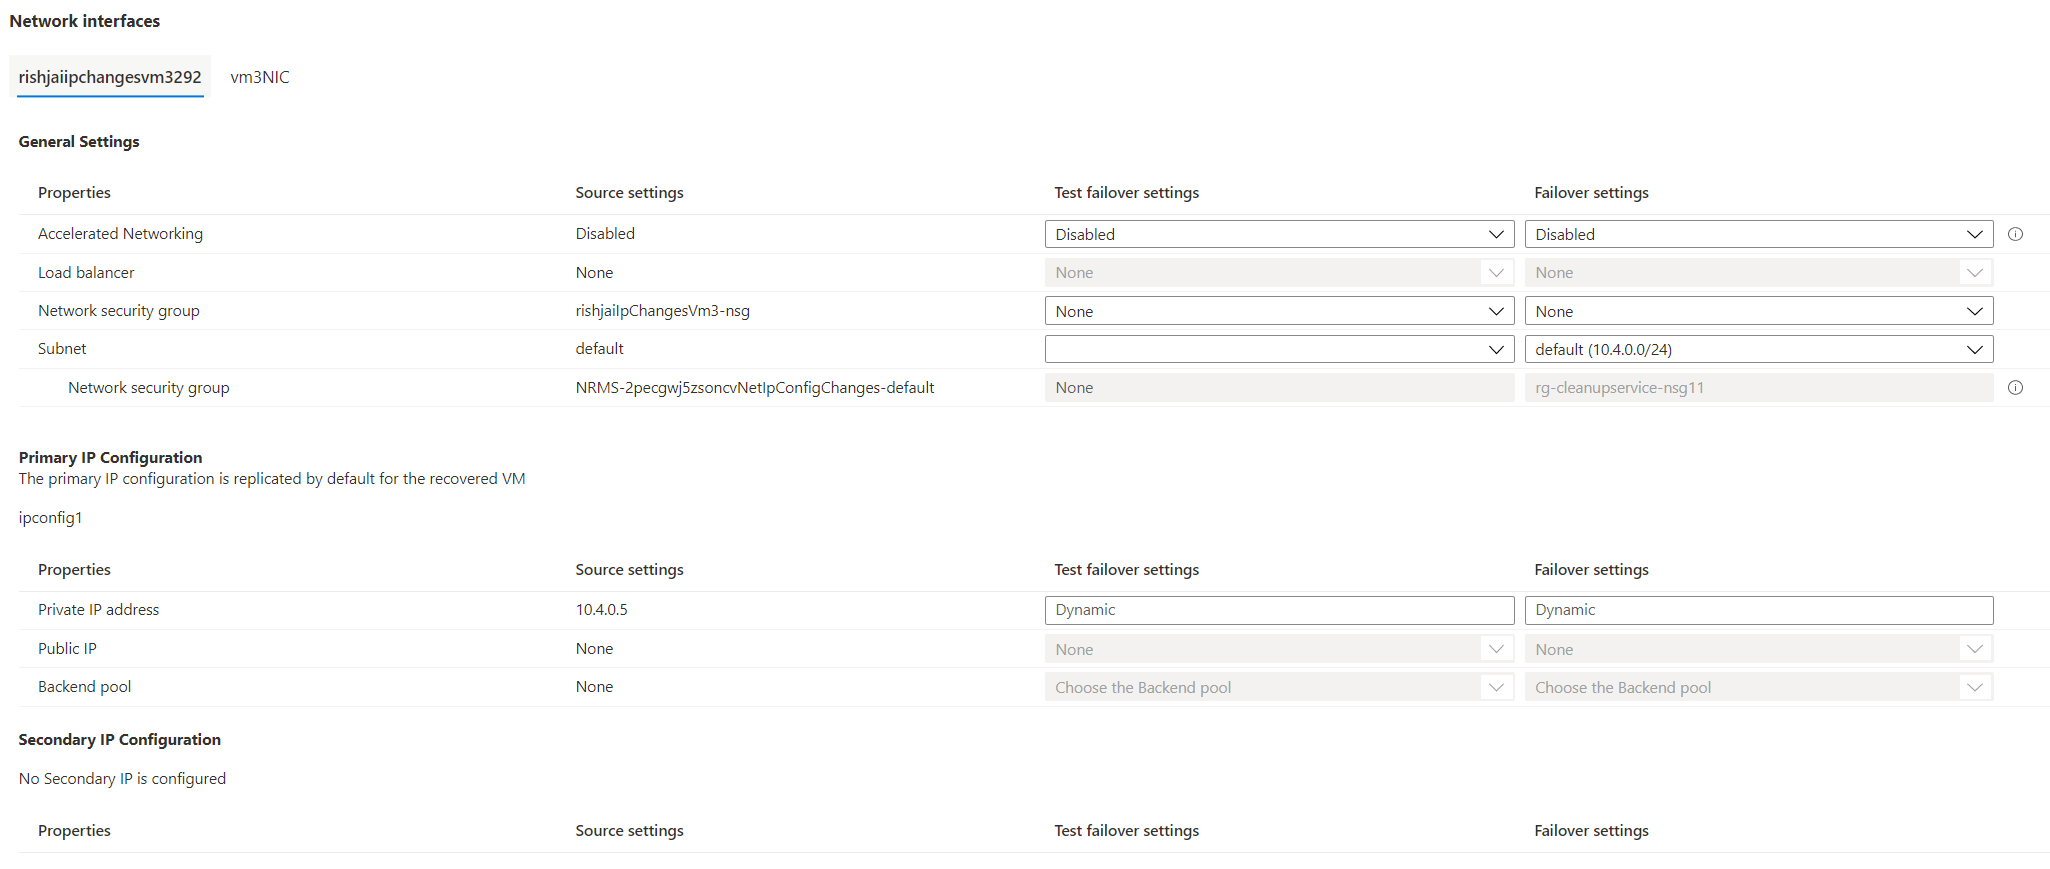 Network interfaces
rishjaiipchangesvm3292 vm3NIC
General Settings
Properties Source settings Test failover settings Failover settings
Accelerated Networking Disabled Disabled Disabled
Load balancer None None None
Network security group rishjaiIpChangesVm3-nsg None None
Subnet default default (10.4.0.0/24)
Network security group NRMS-2pecgwj5zsoncvNetIpConfigChanges-default None rg-cleanupservice-nsg11
Primary IP Configuration
The primary IP configuration is replicated by default for the recovered VM
ipconfig1
Properties Source settings Test failover settings Failover settings
Private IP address 10.4.0.5 Dynamic Dynamic
Public IP None None None
Backend pool None Choose the Backend pool Choose the Backend pool
Secondary IP Configuration
No Secondary IP is configured
Properties Source settings Test failover settings Failover settings